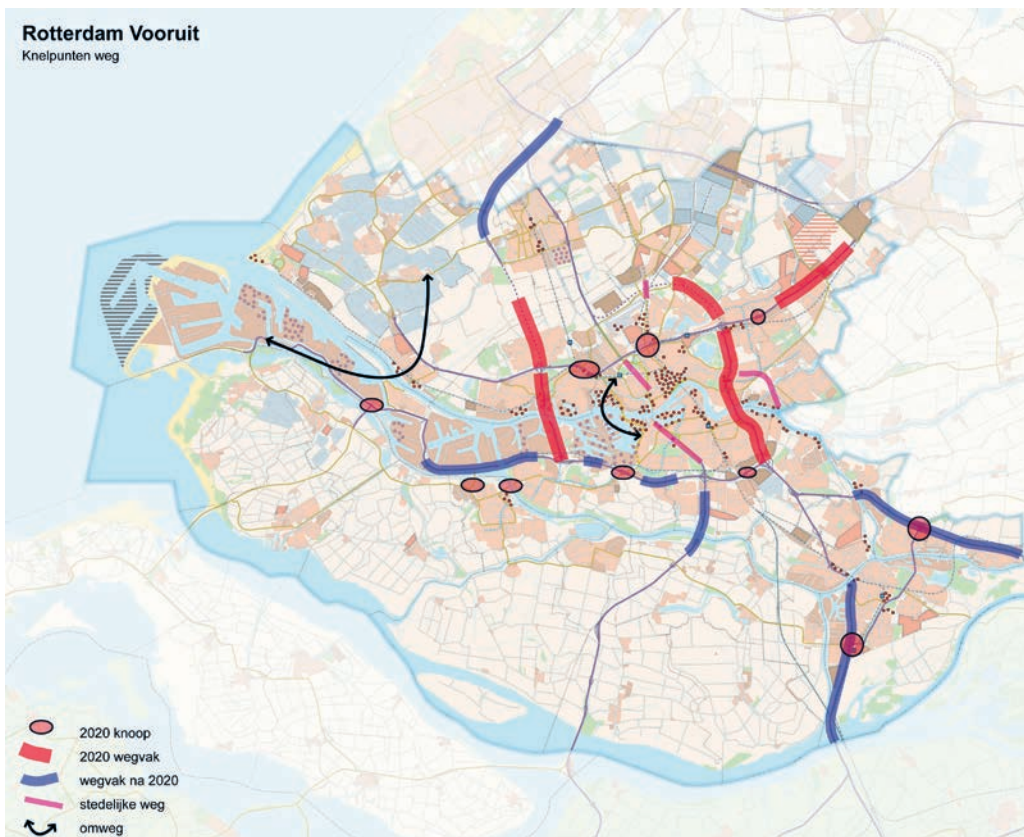 Rotterdam Vooruit
Knelpunten weg
2020 knoop
2020 wegvak
wegvak na 2020
stedelijke weg
omweg